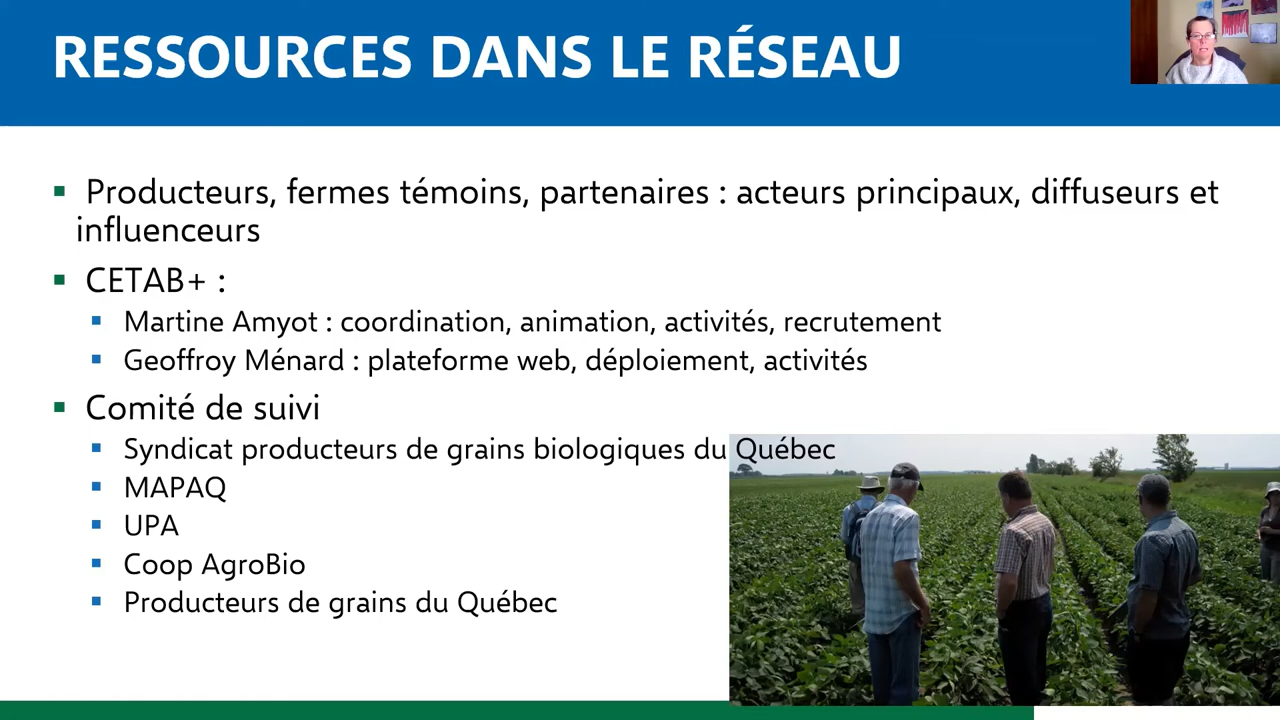 RESSOURCES DANS LE RÉSEAU
Producteurs, fermes témoins, partenaires : acteurs principaux, diffuseurs et
influenceurs
CETAB+ :
Martine Amyot : coordination, animation, activités, recrutement
Geoffroy Ménard : plateforme web, déploiement, activités
Comité de suivi
Syndicat producteurs de grains biologiques du Québec
MAPAQ
UPA
Coop AgroBio
Producteurs de grains du Québec